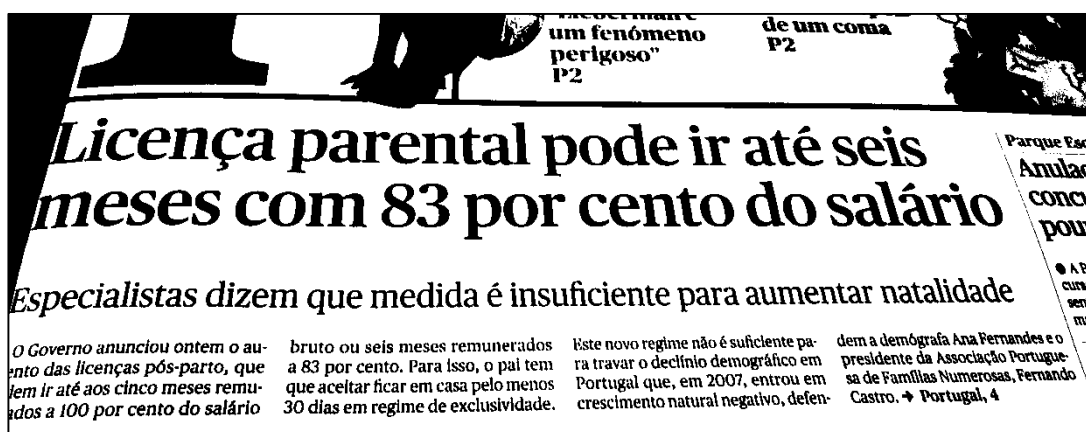 um fenómeno
perigoso”
P2
de um coma
P2
Licença parental pode ir até seis
meses com 83 por cento do salário
Especialistas dizem que medida é insuficiente para aumentar natalidade
O Governo anunciou ontem o au-
das licenças pós-parto, que
ir até aos cinco meses remu-
a 100 por cento do salário
bruto ou seis meses remunerados
a 83 por cento. Para isso, o pai tem
que aceitar ficar em casa pelo menos
30 dias em regime de exclusividade.
Este novo regime não é suficiente pa-
ra travar o declínio demográfico em
Portugal que, em 2007, entrou em
crescimento natural negativo, defen-
dem a demógrafa Ana Fernandes e o
presidente da Associação Portugue-
sa de Famílias Numerosas, Fernando
Castro. → Portugal, 4
Parque